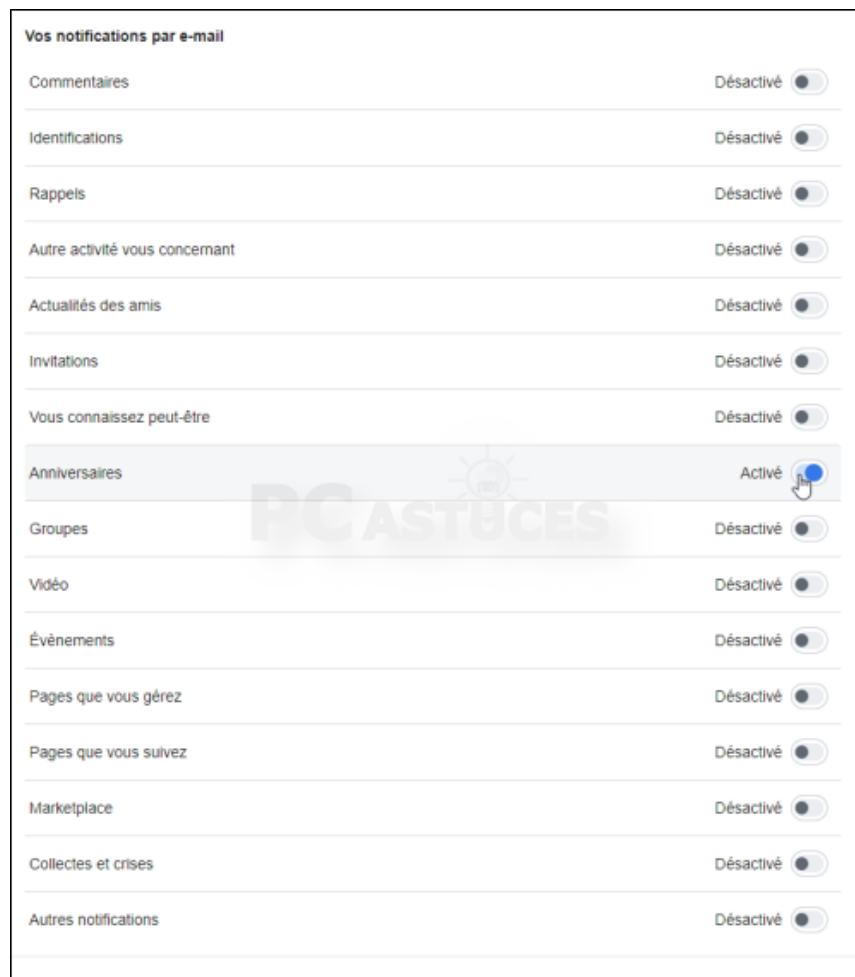 Vos notifications par e-mail
Commentaires Désactivé
Identifications Désactivé
Rappels Désactivé
Autre activité vous concernant Désactivé
Actualités des amis Désactivé
Invitations Désactivé
Vous connaissez peut-être Désactivé
Anniversaires Activé
PC ASTUCES
Groupes Désactivé
Vidéo Désactivé
Évènements Désactivé
Pages que vous gérez Désactivé
Pages que vous suivez Désactivé
Marketplace Désactivé
Collectes et crises Désactivé
Autres notifications Désactivé